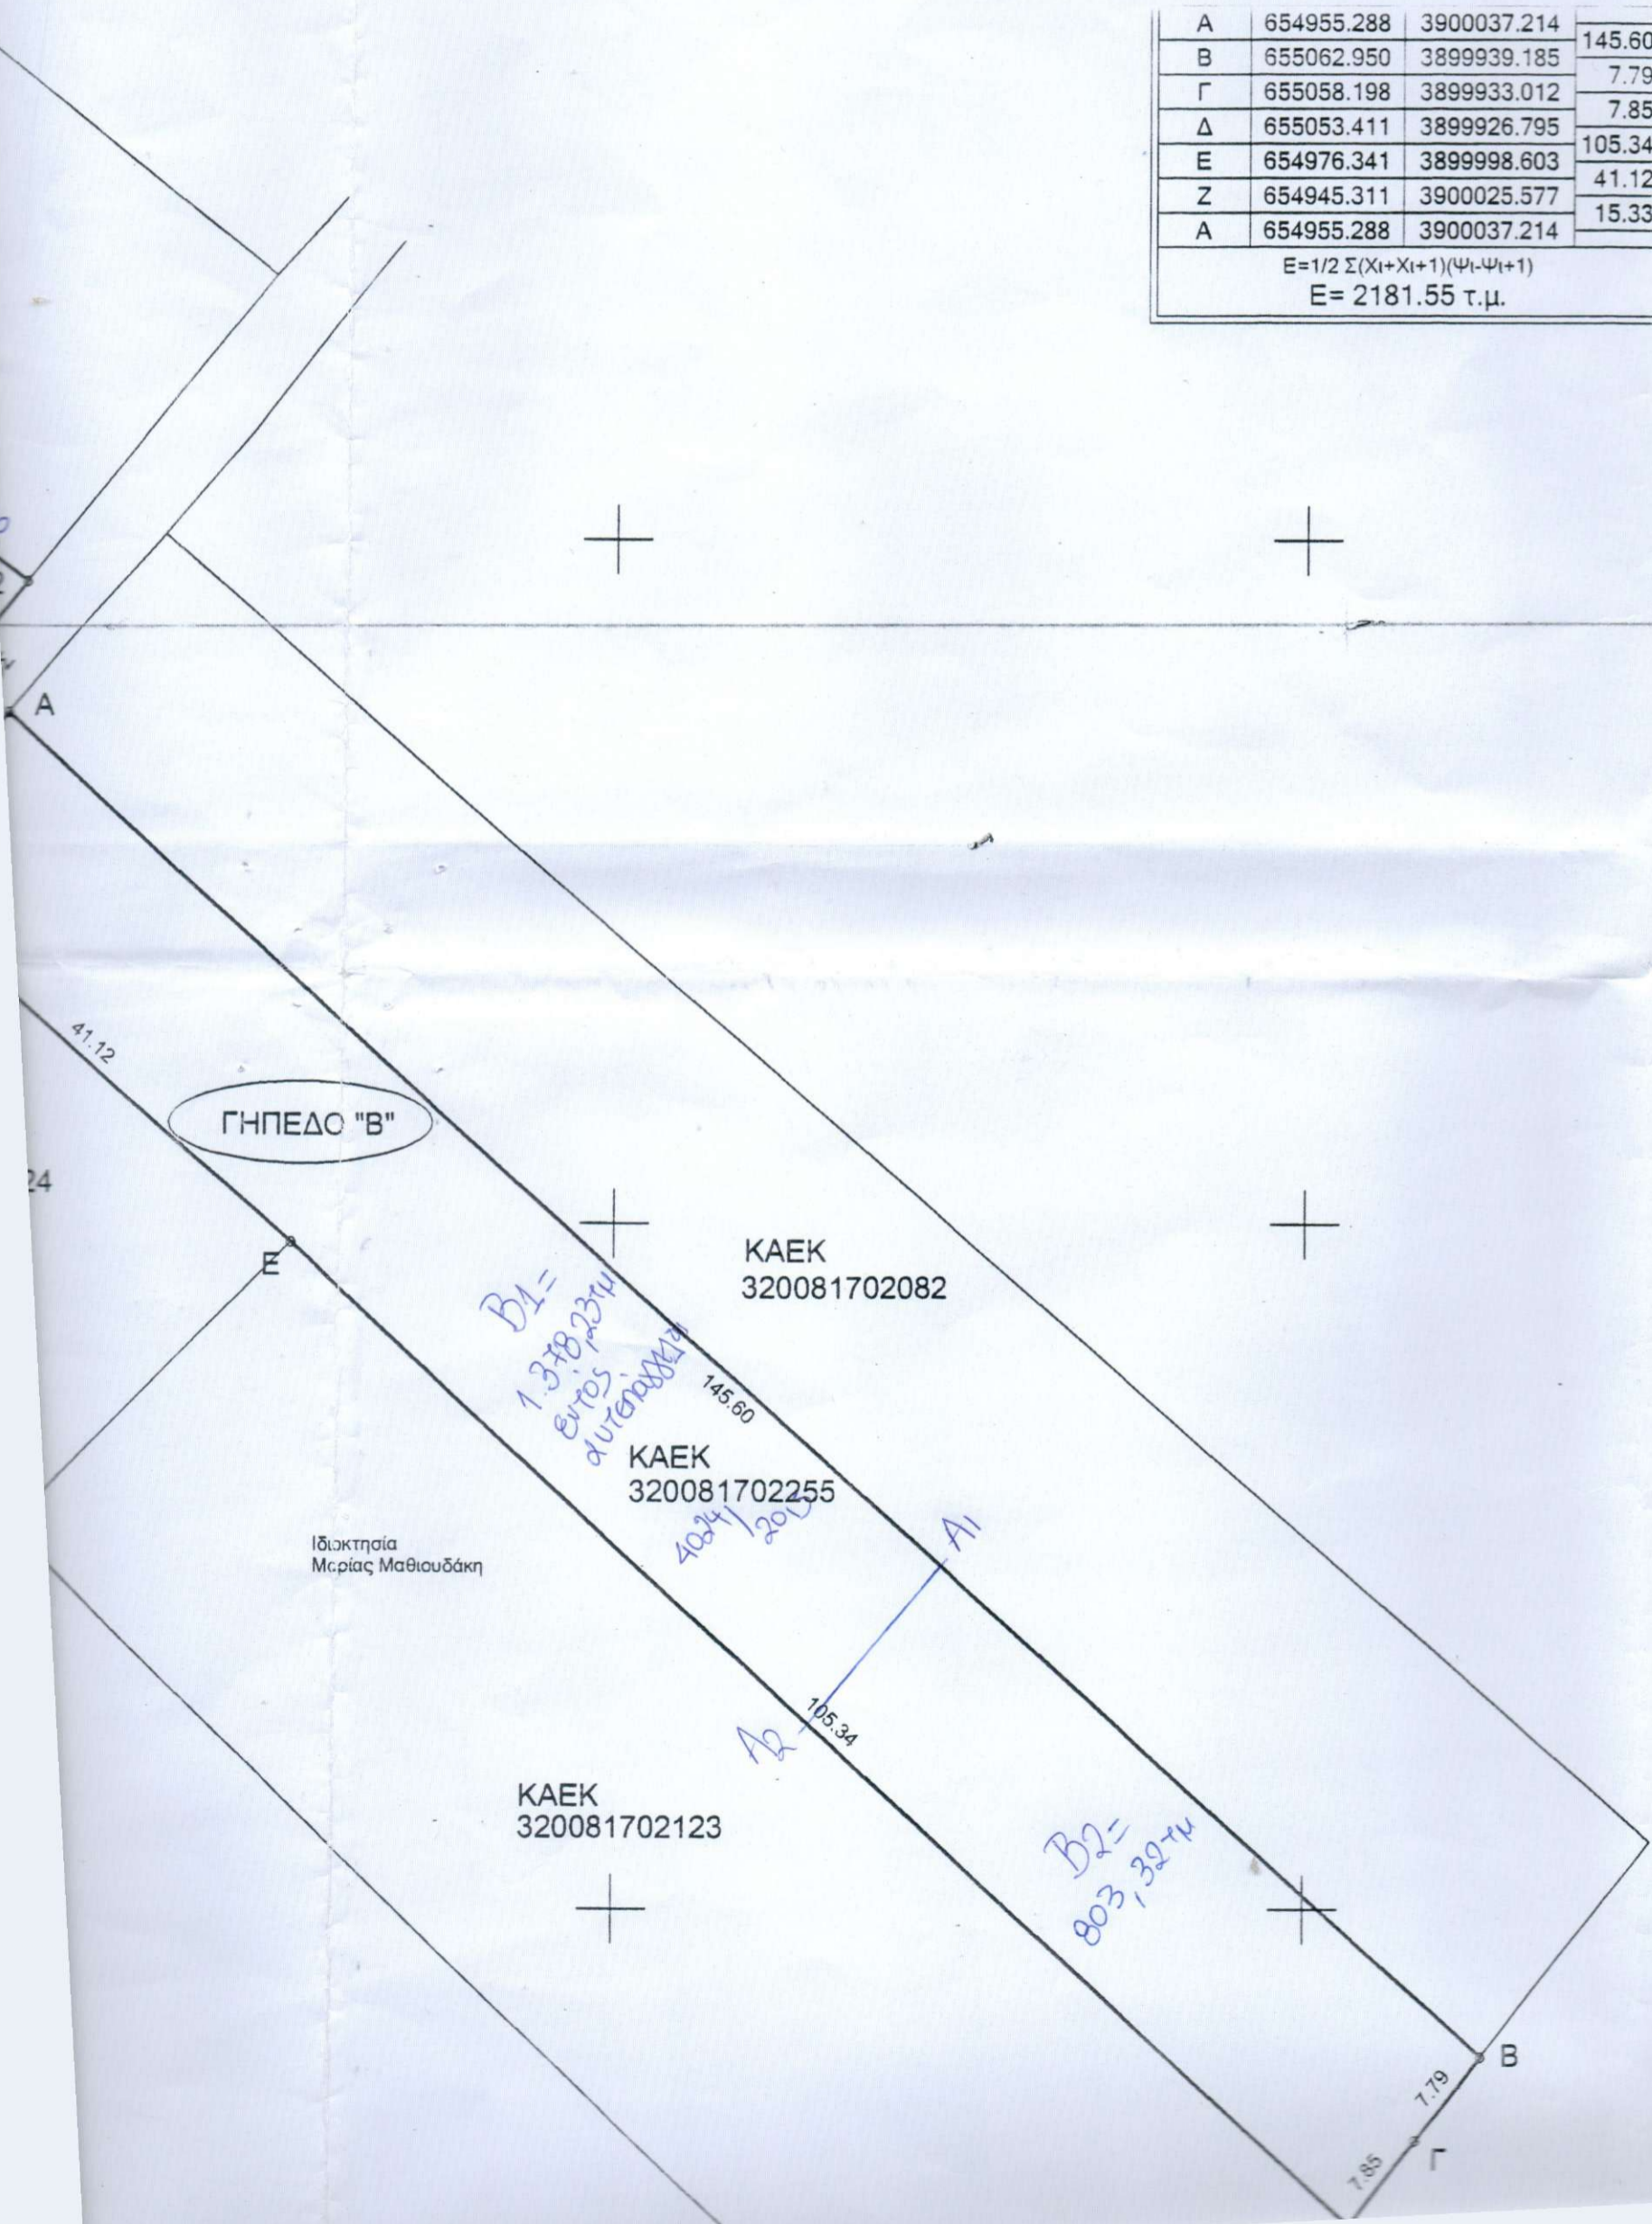 Α 654955.288 3900037.214
145.60
Β 655062.950 3899939.185
7.79
Γ 655058.198 3899933.012
7.85
Δ 655053.411 3899926.795
105.34
Ε 654976.341 3899998.603
41.12
Ζ 654945.311 3900025.577
15.33
Α 654955.288 3900037.214
Ε=1/2 Σ(Χι+Χι+1)(Ψι-Ψι+1)
Ε= 2181.55 τ.μ.
Α
41.12
ΓΗΠΕΔΟ "Β"
24
Ε
ΚΑΕΚ
320081702082
Β1=
1.378,23τμ
εντός
145.60
ΚΑΕΚ
320081702255
4024/
Α1
Ιδιοκτησία
Μαρίας Μαθιουδάκη
105.34
Α2
ΚΑΕΚ
320081702123
Β2=
803,32τμ
Β
7.79
Γ
7.85